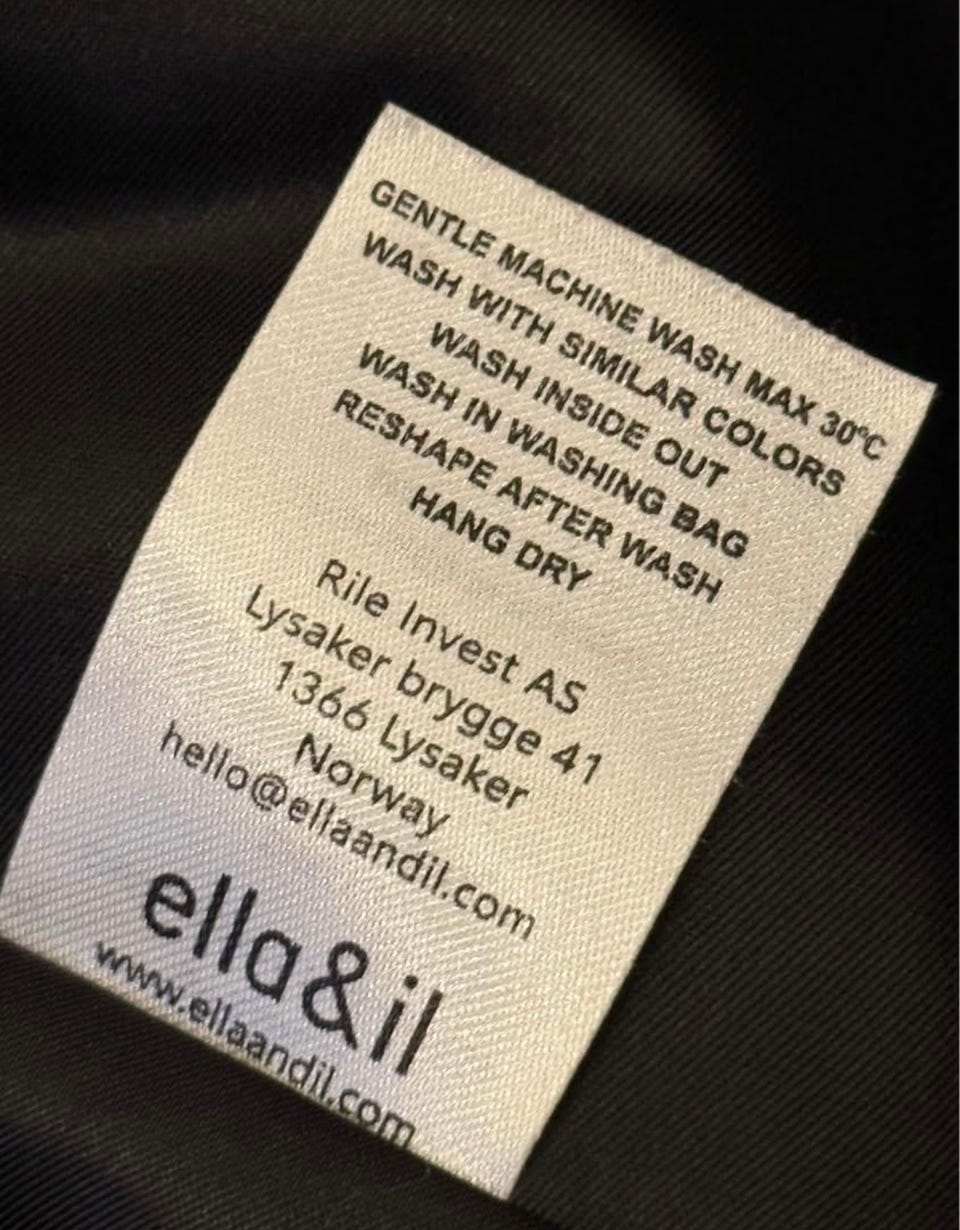 GENTLE MACHINE WASH MAX 30ºC
WASH WITH SIMILAR COLORS
WASH INSIDE OUT
WASH IN WASHING BAG
RESHAPE AFTER WASH
HANG DRY
Rile Invest AS
Lysaker brygge 41
1366 Lysaker
Norway
hello@ellaandil.com
ella&il
www.ellaandil.com